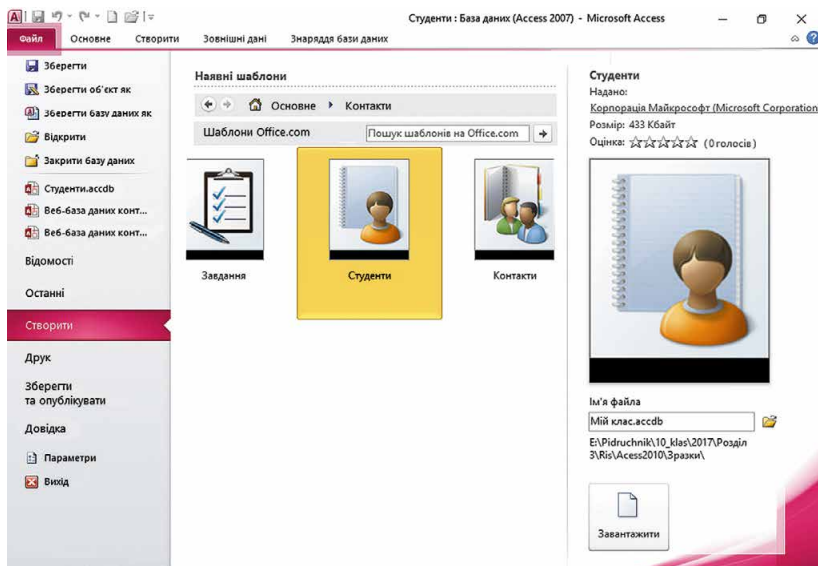 Студенти : База даних (Access 2007) - Microsoft Access
Файл Основне Створити Зовнішні дані Знаряддя бази даних
Зберегти
Зберегти об'єкт як
Зберегти базу даних як
Відкрити
Закрити базу даних
Студенти.accdb
Веб-база даних конт...
Веб-база даних конт...
Відомості
Останні
Створити
Друк
Зберегти
та опублікувати
Довідка
Параметри
Вихід
Наявні шаблони
Основне Контакти
Шаблони Office.com Пошук шаблонів на Office.com
Завдання
Студенти
Контакти
Студенти
Надано:
Корпорація Майкрософт (Microsoft Corporation
Розмір: 433 Кбайт
Оцінка: (0 голосів)
Ім'я файла
Мій клас.accdb
E:\Pidruchnik\10_klas\2017\Розділ
3\Ris\Acess2010\Зразки\
Завантажити